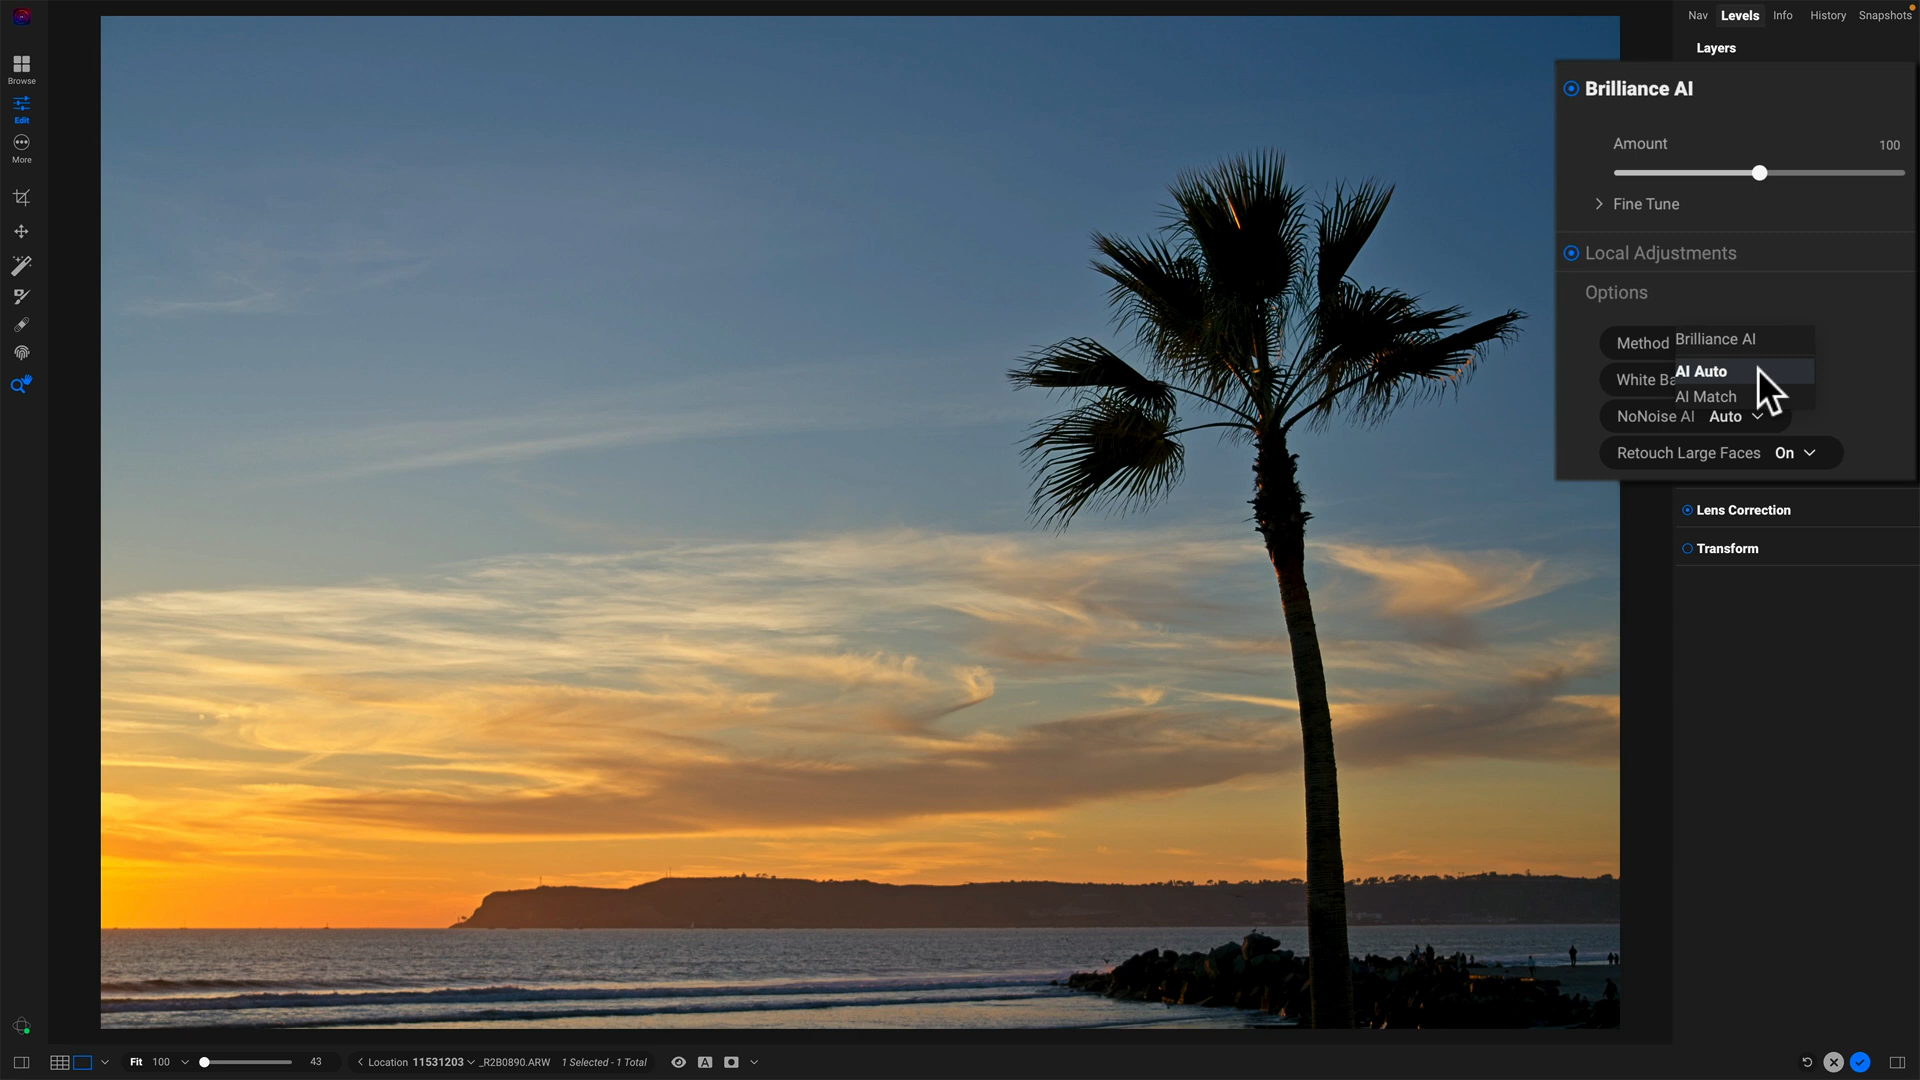 Nav Levels Info History Snapshots
Layers
Browse
Edit
More
Brilliance AI
Amount 100
Fine Tune
Local Adjustments
Options
Method Brilliance AI
AI Auto
White Ba
AI Match
NoNoise AI Auto
Retouch Large Faces On
Lens Correction
Transform
Fit 100 43 Location 11531203 _R2B0890.ARW 1 Selected - 1 Total A